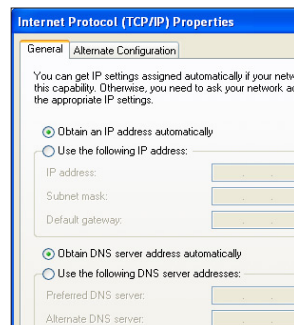 Internet Protocol (TCP/IP) Properties
General
Alternate Configuration
You can get IP settings assigned automatically if your
this capability. Otherwise, you need to ask your network
the appropriate IP settings.
Obtain an IP address automatically
Use the following IP address:
IP address:
Subnet mask:
Default gateway:
Obtain DNS server address automatically
Use the following DNS server addresses:
Preferred DNS server:
Alternate DNS server: